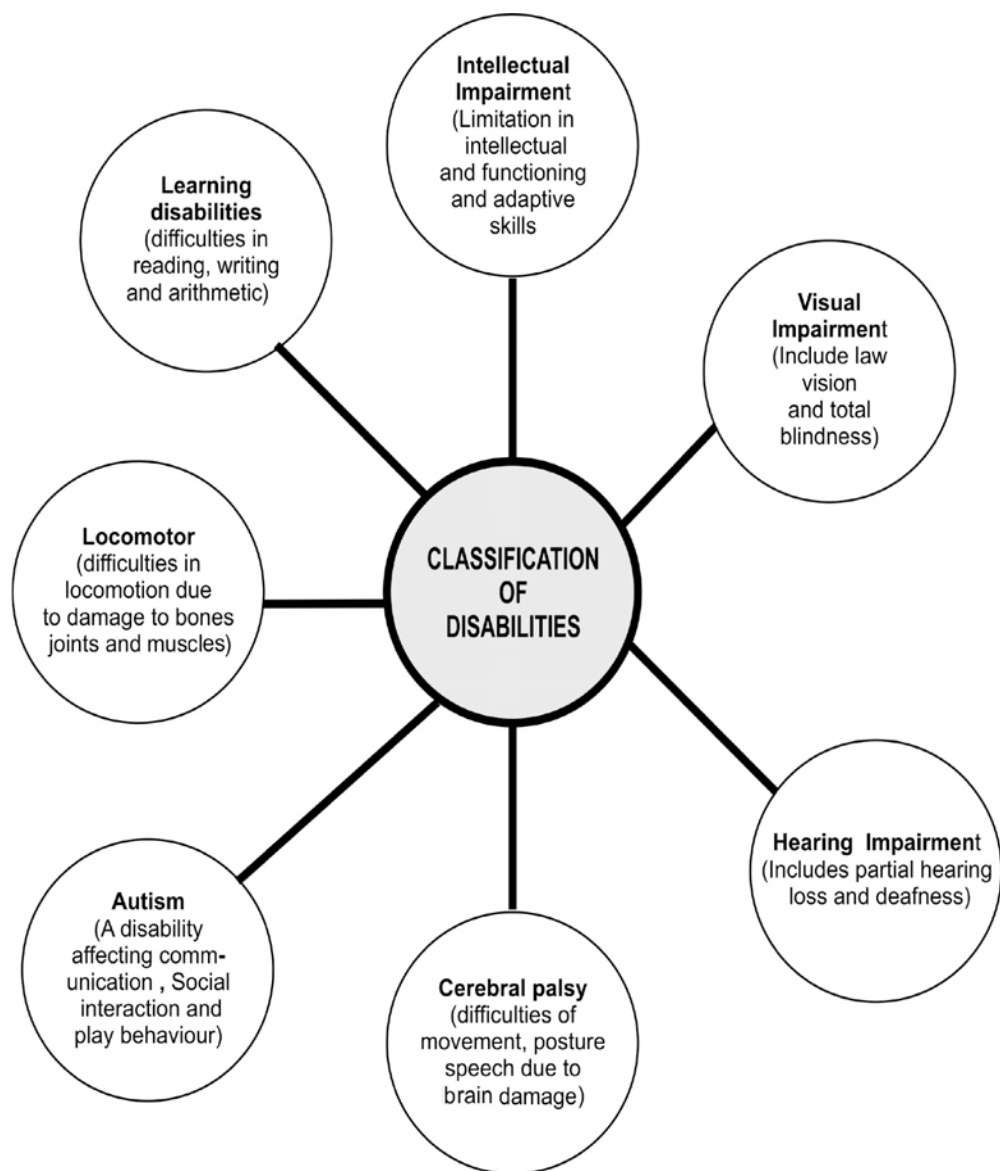 Intellectual
Impairment
(Limitation in
intellectual
and functioning
and adaptive
skills
Learning
disabilities
(difficulties in
reading, writing
and arithmetic)
Visual
Impairment
(Include law
vision
and total
blindness)
Locomotor
(difficulties in
locomotion due
to damage to bones
joints and muscles)
CLASSIFICATION
OF
DISABILITIES
Hearing Impairment
(Includes partial hearing
loss and deafness)
Autism
(A disability
affecting comm-
unication , Social
interaction and
play behaviour)
Cerebral palsy
(difficulties of
movement, posture
speech due to
brain damage)